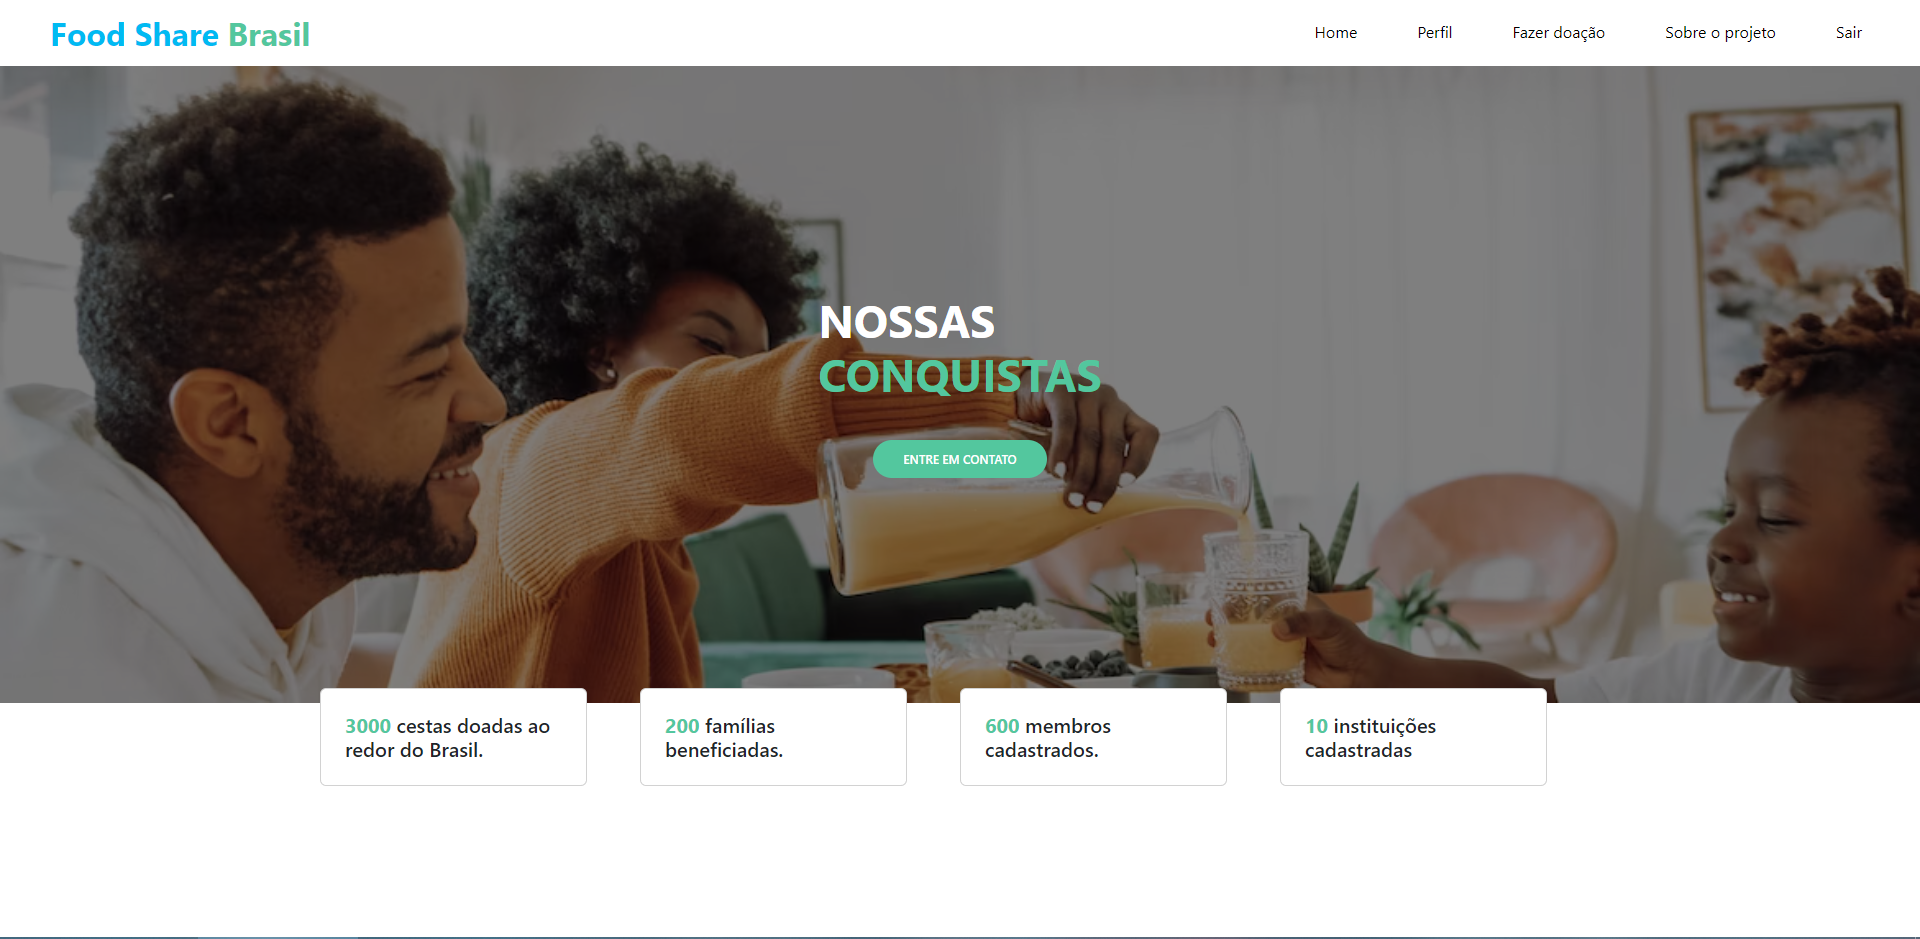 Food Share Brasil
Home
Perfil
Fazer doação
Sobre o projeto
Sair
NOSSAS
CONQUISTAS
ENTRE EM CONTATO
3000 cestas doadas ao
redor do Brasil.
200 famílias
beneficiadas.
600 membros
cadastrados.
10 instituições
cadastradas